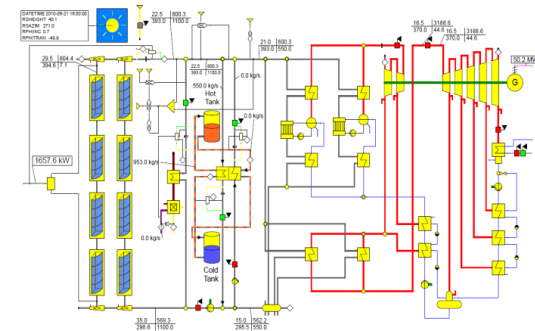 DATETIME 2010-06-21 16:00:00
RSHEIGHT 40.1
RSAZIM 271.0
RPHIINC 0.7
RPHITRAN -46.8
22.5 600.3
393.0 1100.0
29.5 604.4
394.6 7.1
22.5 600.3
393.0 1100.0
21.0 600.3
393.0 550.0
16.5 3188.6
370.0 44.6
16.5 3188.6
370.0 44.6
50.2 MW
G
0.0 kg/s
550.0 kg/s
Hot
Tank
0.0 kg/s
1657.6 kW
953.0 kg/s
0.0 kg/s
Cold
Tank
0.0 kg/s
35.0 569.3
298.6 1100.0
15.0 562.2
295.5 550.0